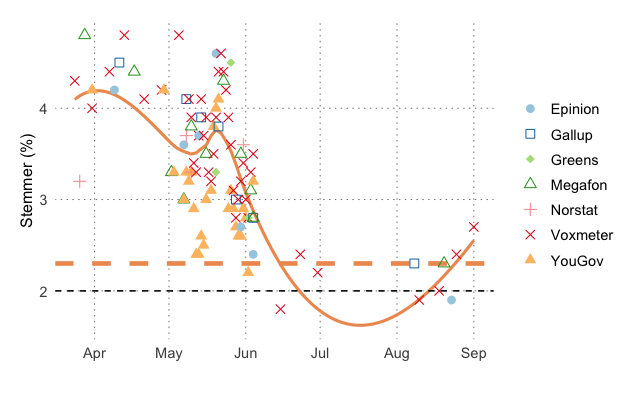 Stemmer (%)
4
3
2
Apr May Jun Jul Aug Sep
Epinion
Gallup
Greens
Megafon
Norstat
Voxmeter
YouGov